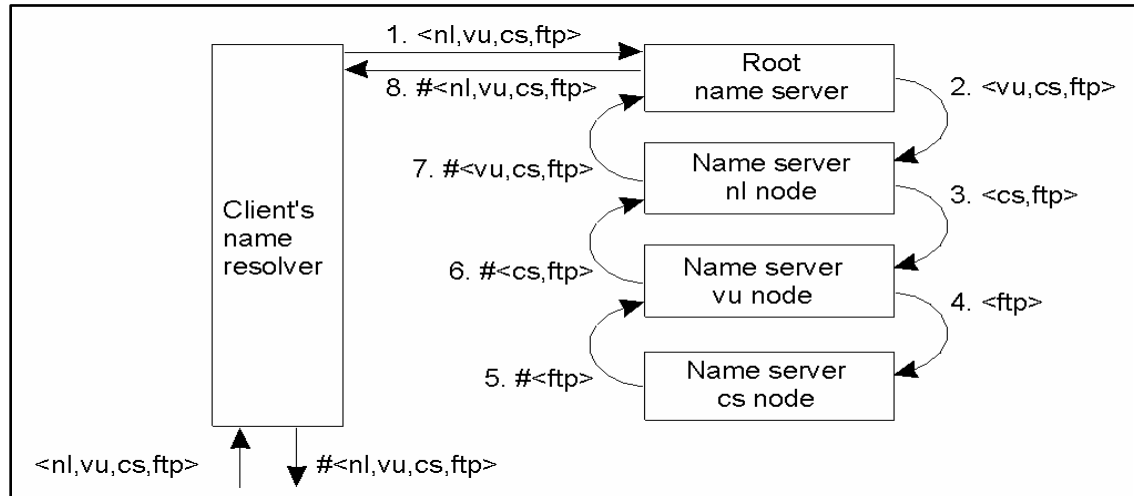 1. <nl,vu,cs,ftp>
8. #<nl,vu,cs,ftp>
Root
name server
2. <vu,cs,ftp>
7. #<vu,cs,ftp>
Name server
nl node
3. <cs,ftp>
Client's
name
resolver
6. #<cs,ftp>
Name server
vu node
4. <ftp>
5. #<ftp>
Name server
cs node
<nl,vu,cs,ftp>
#<nl,vu,cs,ftp>